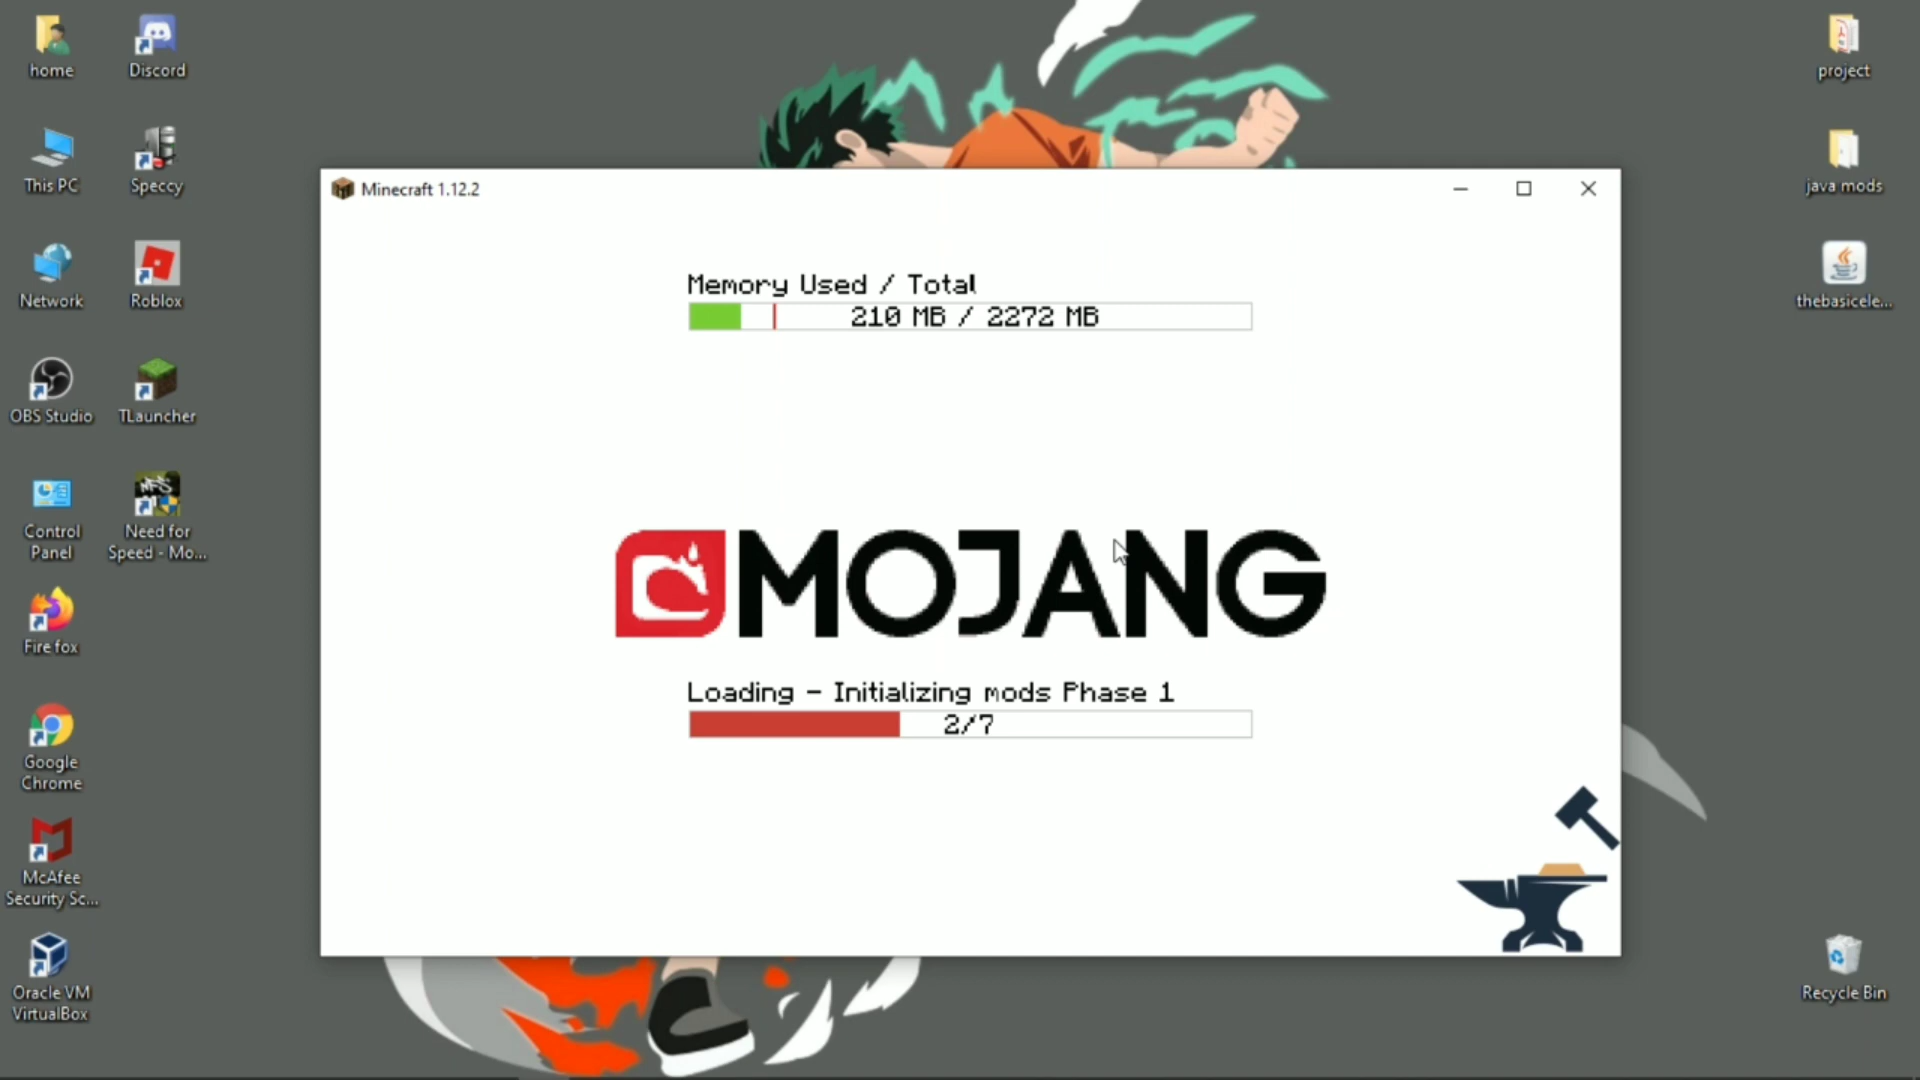 home
Discord
project
This PC
Speccy
java mods
Minecraft 1.12.2
Network
Roblox
thebasicele...
Memory Used / Total
210 MB / 2272 MB
OBS Studio
TLauncher
Control
Panel
Need for
Speed - Mo...
MOJANG
Fire fox
Loading - Initializing mods Phase 1
2/7
Google
Chrome
McAfee
Security Sc...
Oracle VM
VirtualBox
Recycle Bin